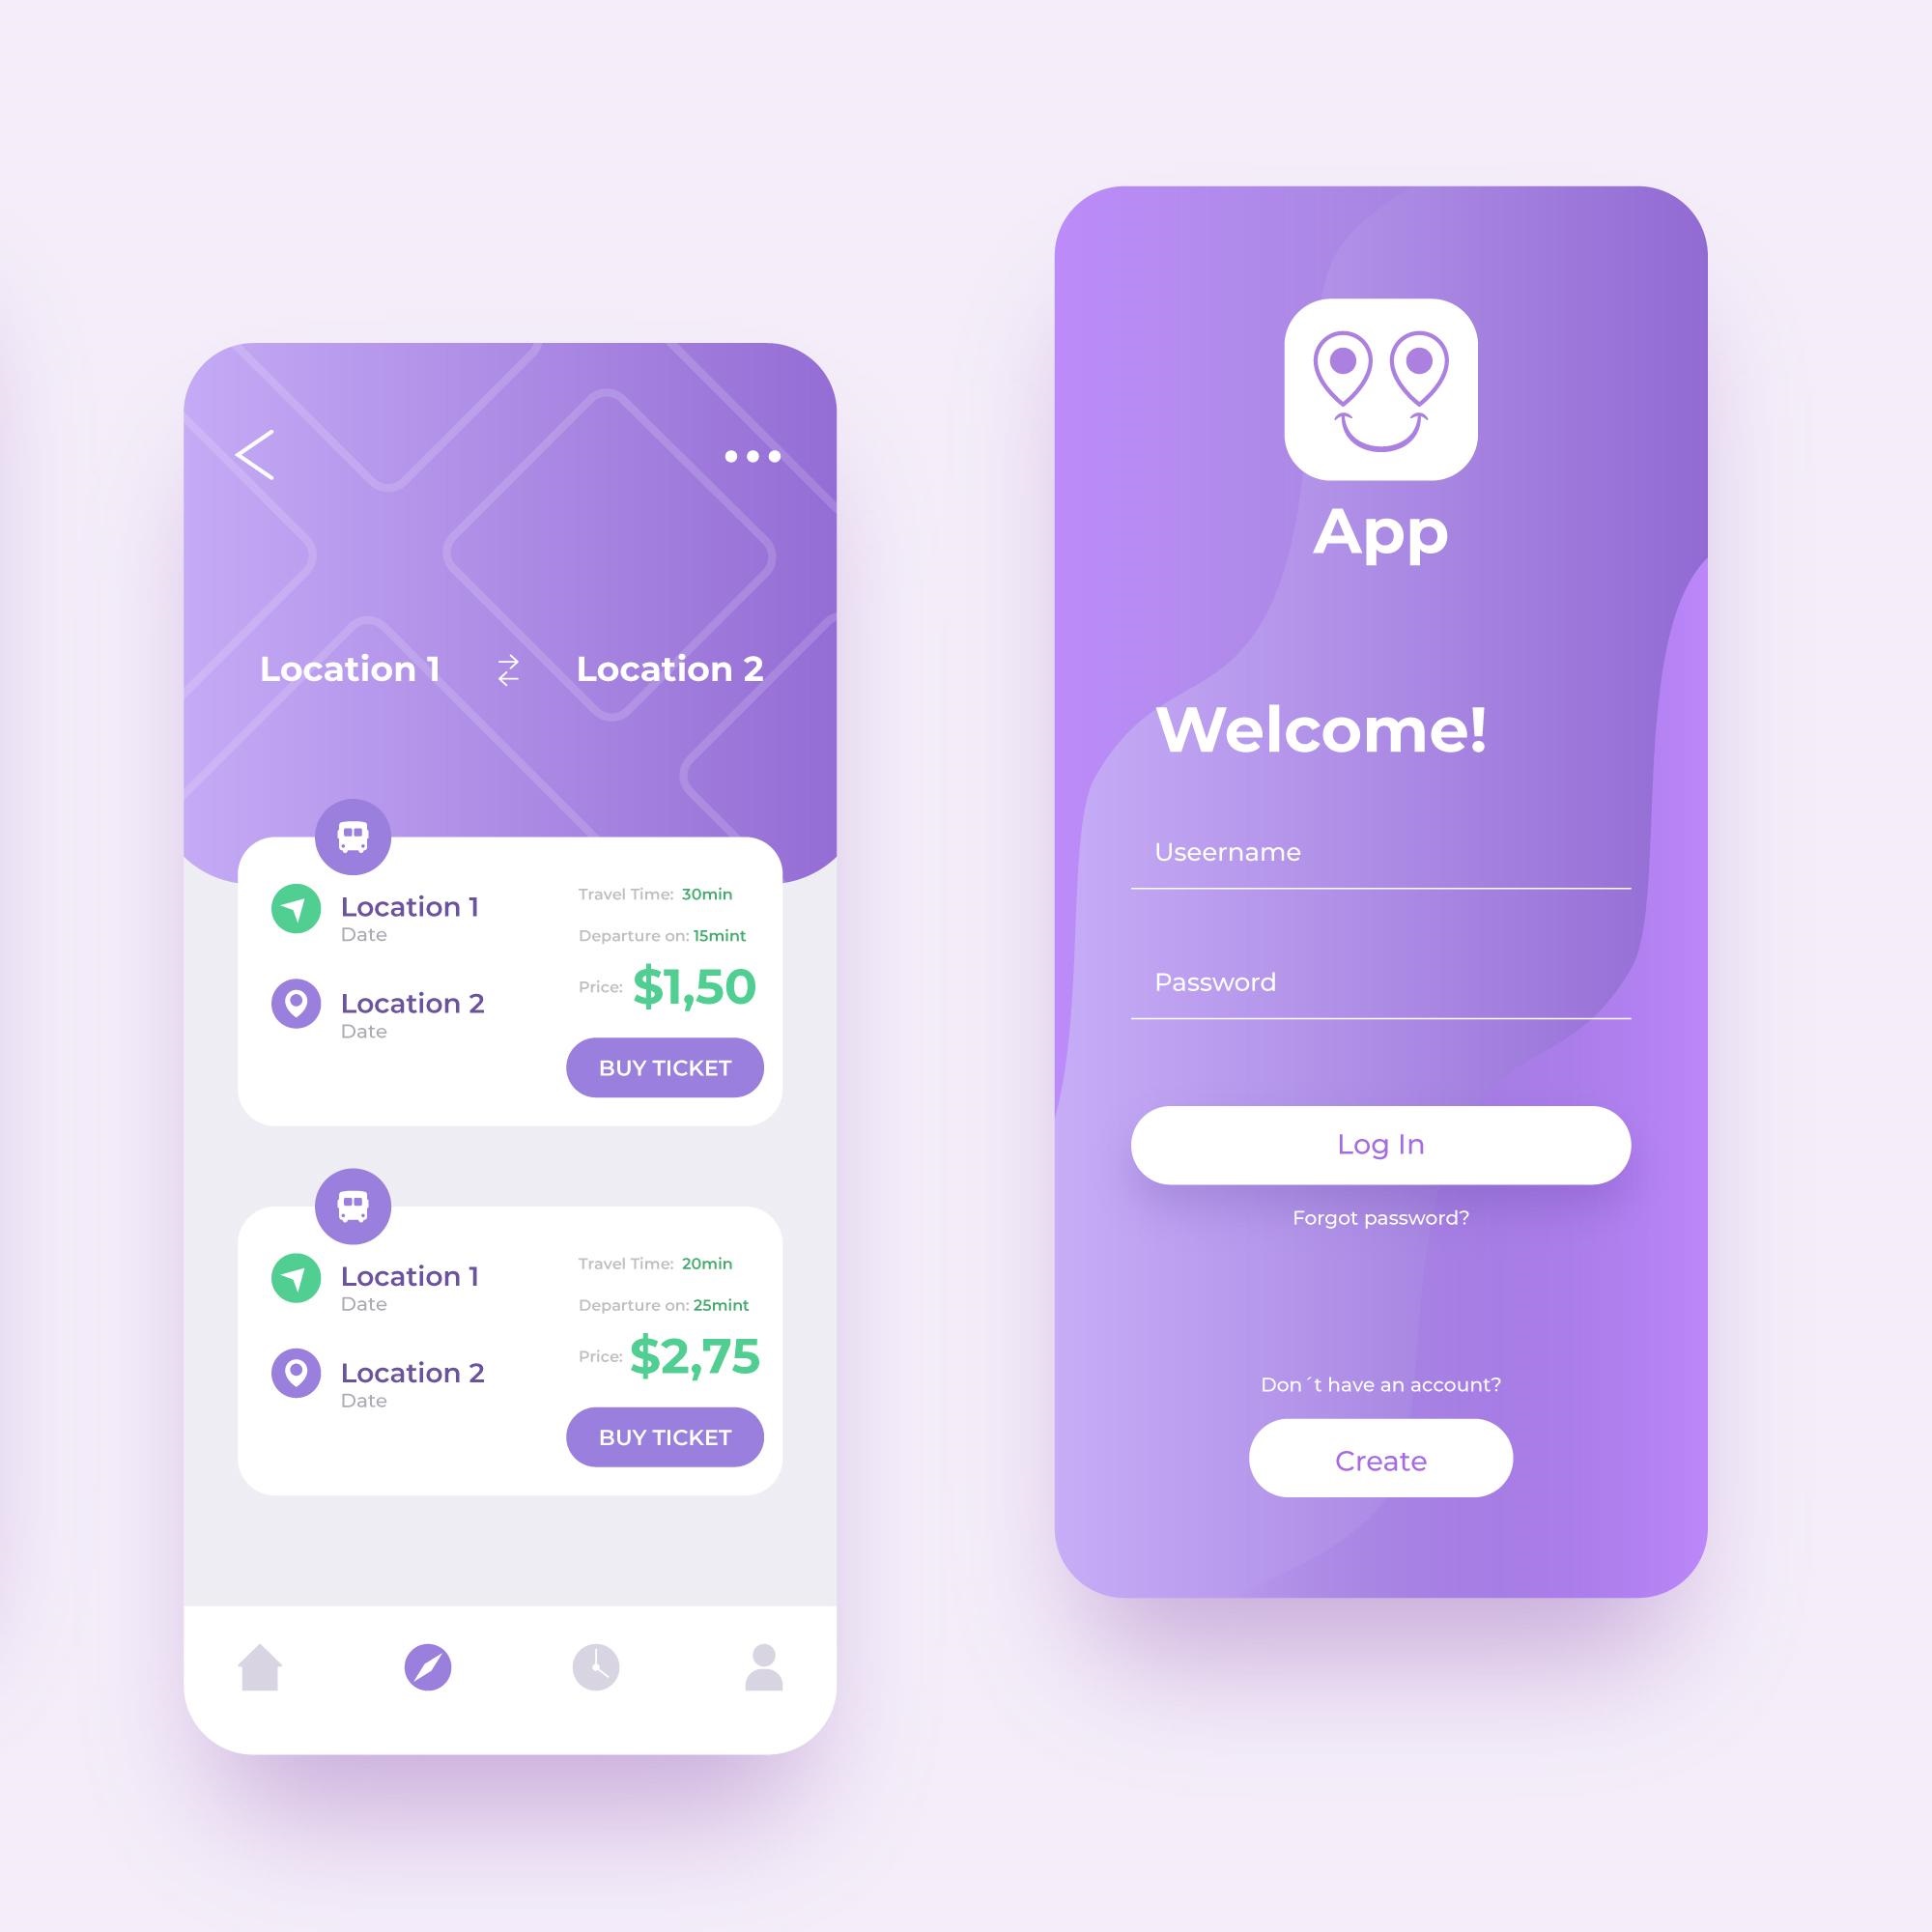 Location 1
Location 2
Location 1
Date
Location 2
Date
Travel Time: 30min
Departure on: 15mint
Price: $1,50
BUY TICKET
Location 1
Date
Location 2
Date
Travel Time: 20min
Departure on: 25mint
Price: $2,75
BUY TICKET
App
Welcome!
Useername
Password
Log In
Forgot password?
Don´t have an account?
Create